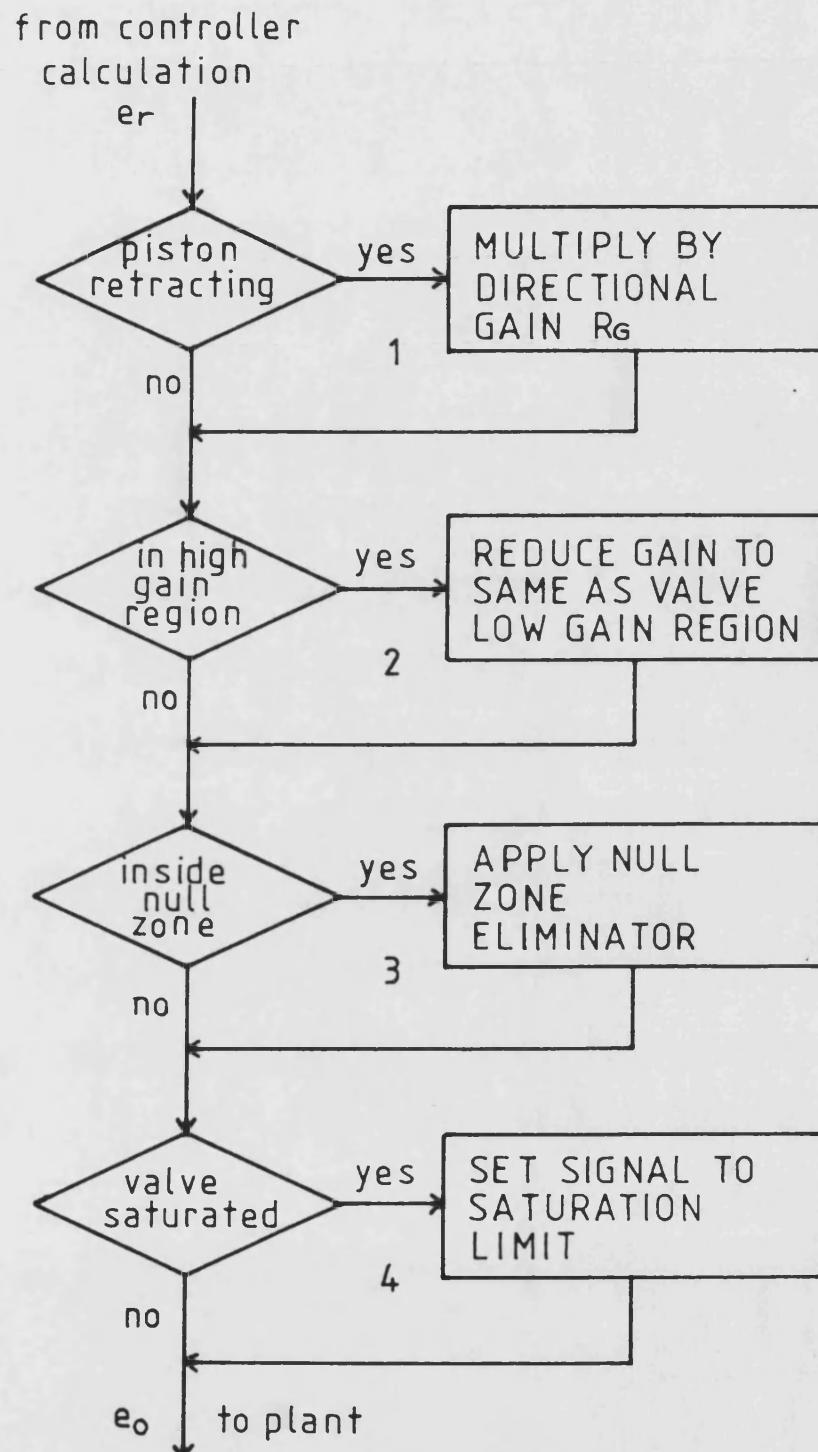 from controller
calculation
er
piston
retracting
yes
MULTIPLY BY
DIRECTIONAL
GAIN RG
1
no
in high
gain
region
yes
REDUCE GAIN TO
SAME AS VALVE
LOW GAIN REGION
2
no
inside
null
zone
yes
APPLY NULL
ZONE
ELIMINATOR
3
no
valve
saturated
yes
SET SIGNAL TO
SATURATION
LIMIT
4
no
eo to plant